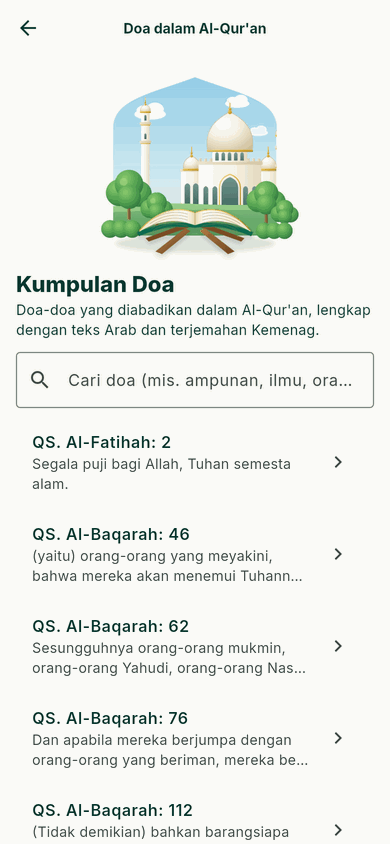 Doa dalam Al-Qur'an
Kumpulan Doa
Doa-doa yang diabadikan dalam Al-Qur'an, lengkap
dengan teks Arab dan terjemahan Kemenag.
Cari doa (mis. ampunan, ilmu, ora...
QS. Al-Fatihah: 2
Segala puji bagi Allah, Tuhan semesta
alam.
QS. Al-Baqarah: 46
(yaitu) orang-orang yang meyakini,
bahwa mereka akan menemui Tuhann...
QS. Al-Baqarah: 62
Sesungguhnya orang-orang mukmin,
orang-orang Yahudi, orang-orang Nas...
QS. Al-Baqarah: 76
Dan apabila mereka berjumpa dengan
orang-orang yang beriman, mereka be...
QS. Al-Baqarah: 112
(Tidak demikian) bahkan barangsiapa